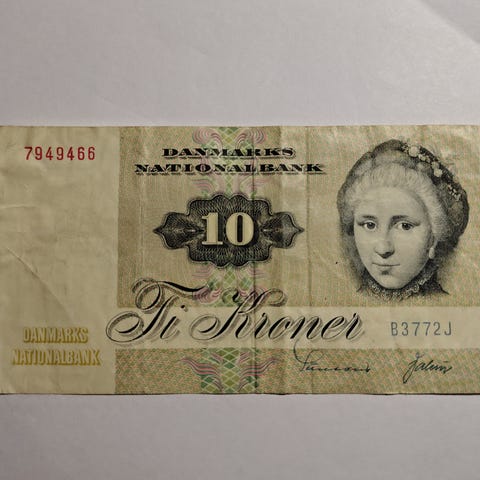 7949466
DANMARKS
NATIONALBANK
10
Ti Kroner
B3772J
DANMARKS
NATIONALBANK